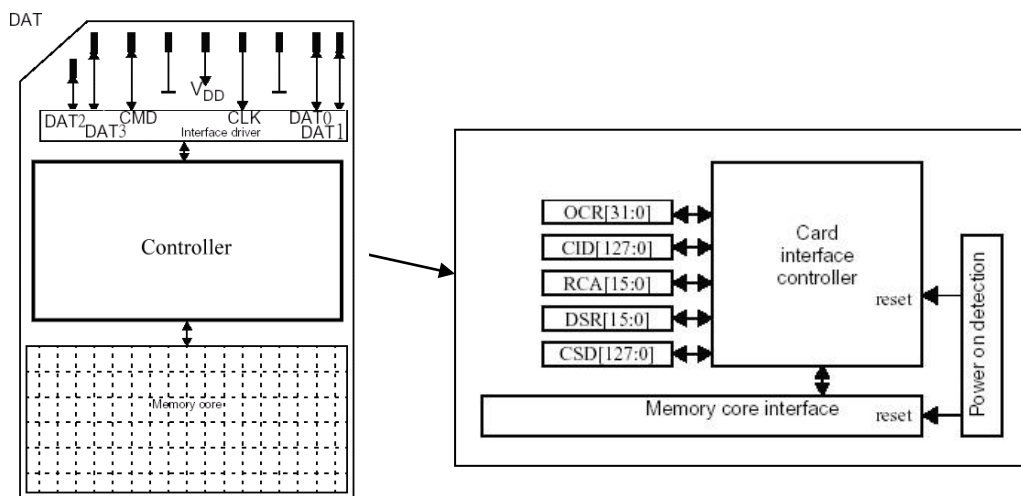 DAT
VDD
DAT2
DAT3
CMD
CLK
DAT0
DAT1
Interface driver
Controller
Memory core
OCR[31:0]
CID[127:0]
RCA[15:0]
DSR[15:0]
CSD[127:0]
Card
interface
controller
reset
Memory core interface
reset
Power on detection